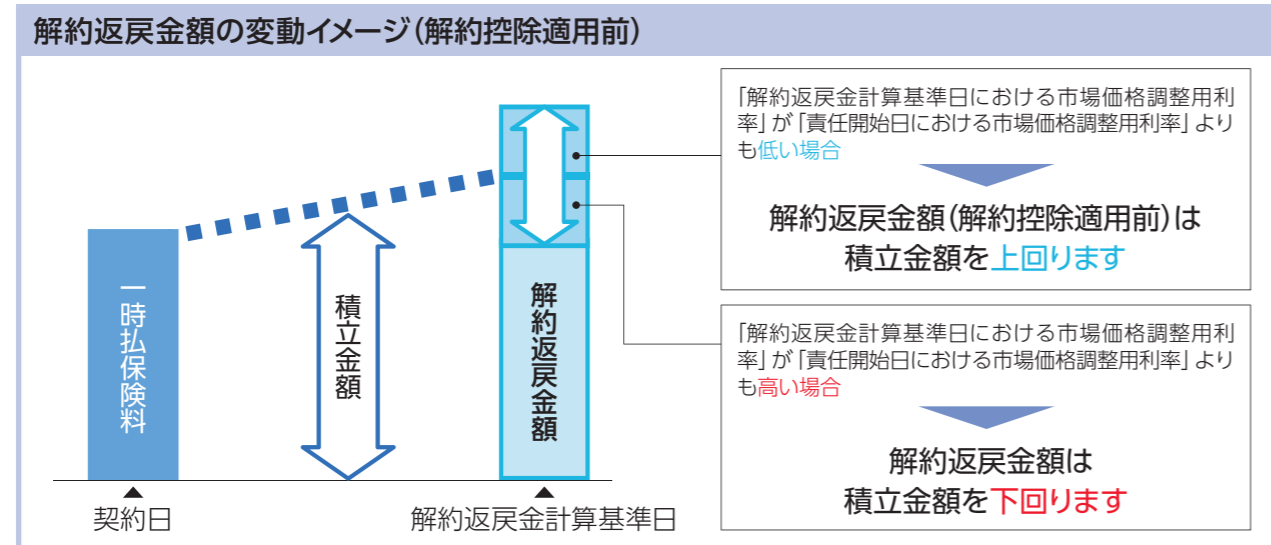 解約返戻金額の変動イメージ（解約控除適用前）
一時払保険料
積立金額
解約返戻金額
契約日
解約返戻金計算基準日
「解約返戻金計算基準日における市場価格調整用利
率」が「責任開始日における市場価格調整用利率」より
も低い場合
解約返戻金額（解約控除適用前）は
積立金額を上回ります
「解約返戻金計算基準日における市場価格調整用利
率」が「責任開始日における市場価格調整用利率」より
も高い場合
解約返戻金額は
積立金額を下回ります